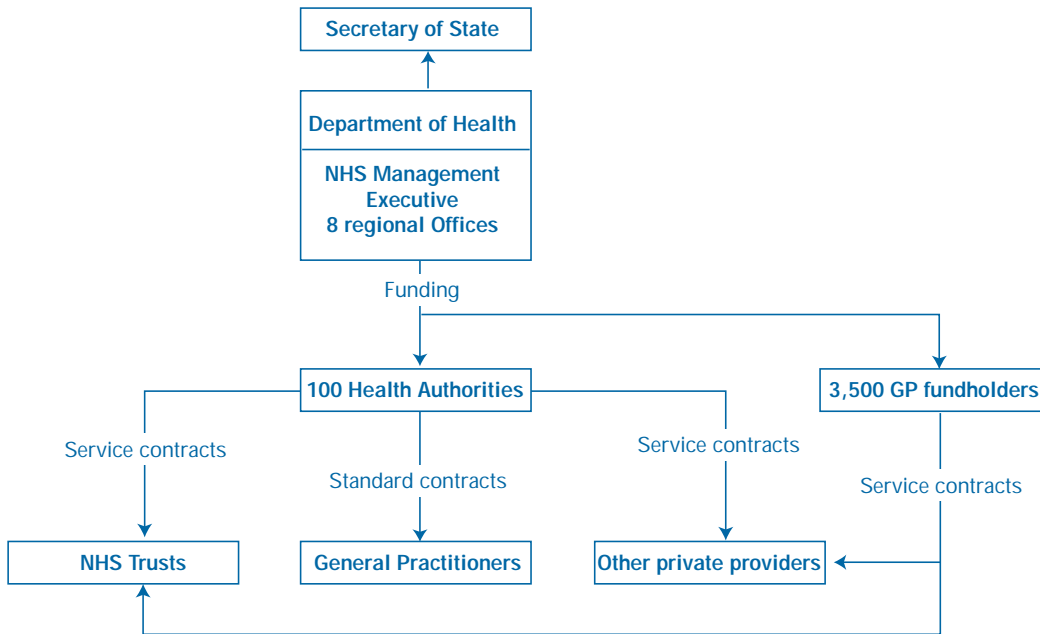 Secretary of State
Department of Health
NHS Management
Executive
8 regional Offices
Funding
100 Health Authorities
3,500 GP fundholders
Service contracts
Standard contracts
Service contracts
Service contracts
NHS Trusts
General Practitioners
Other private providers